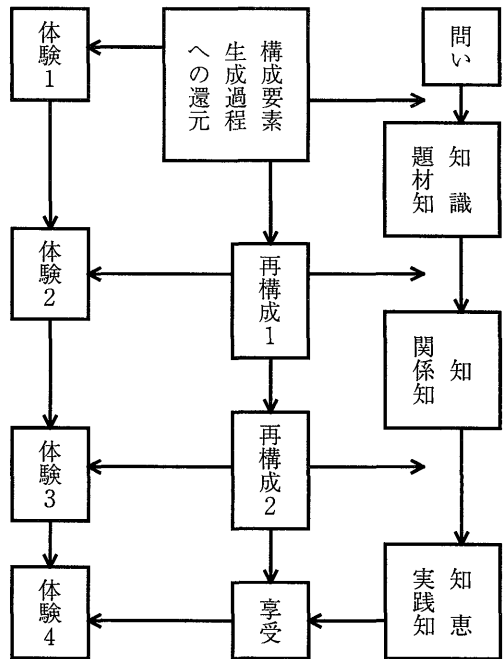 問い
知識
題材知
知
関係知
知恵
実践知
構成要素
生成過程
への還元
再構成1
再構成2
享受
体験1
体験2
体験3
体験4